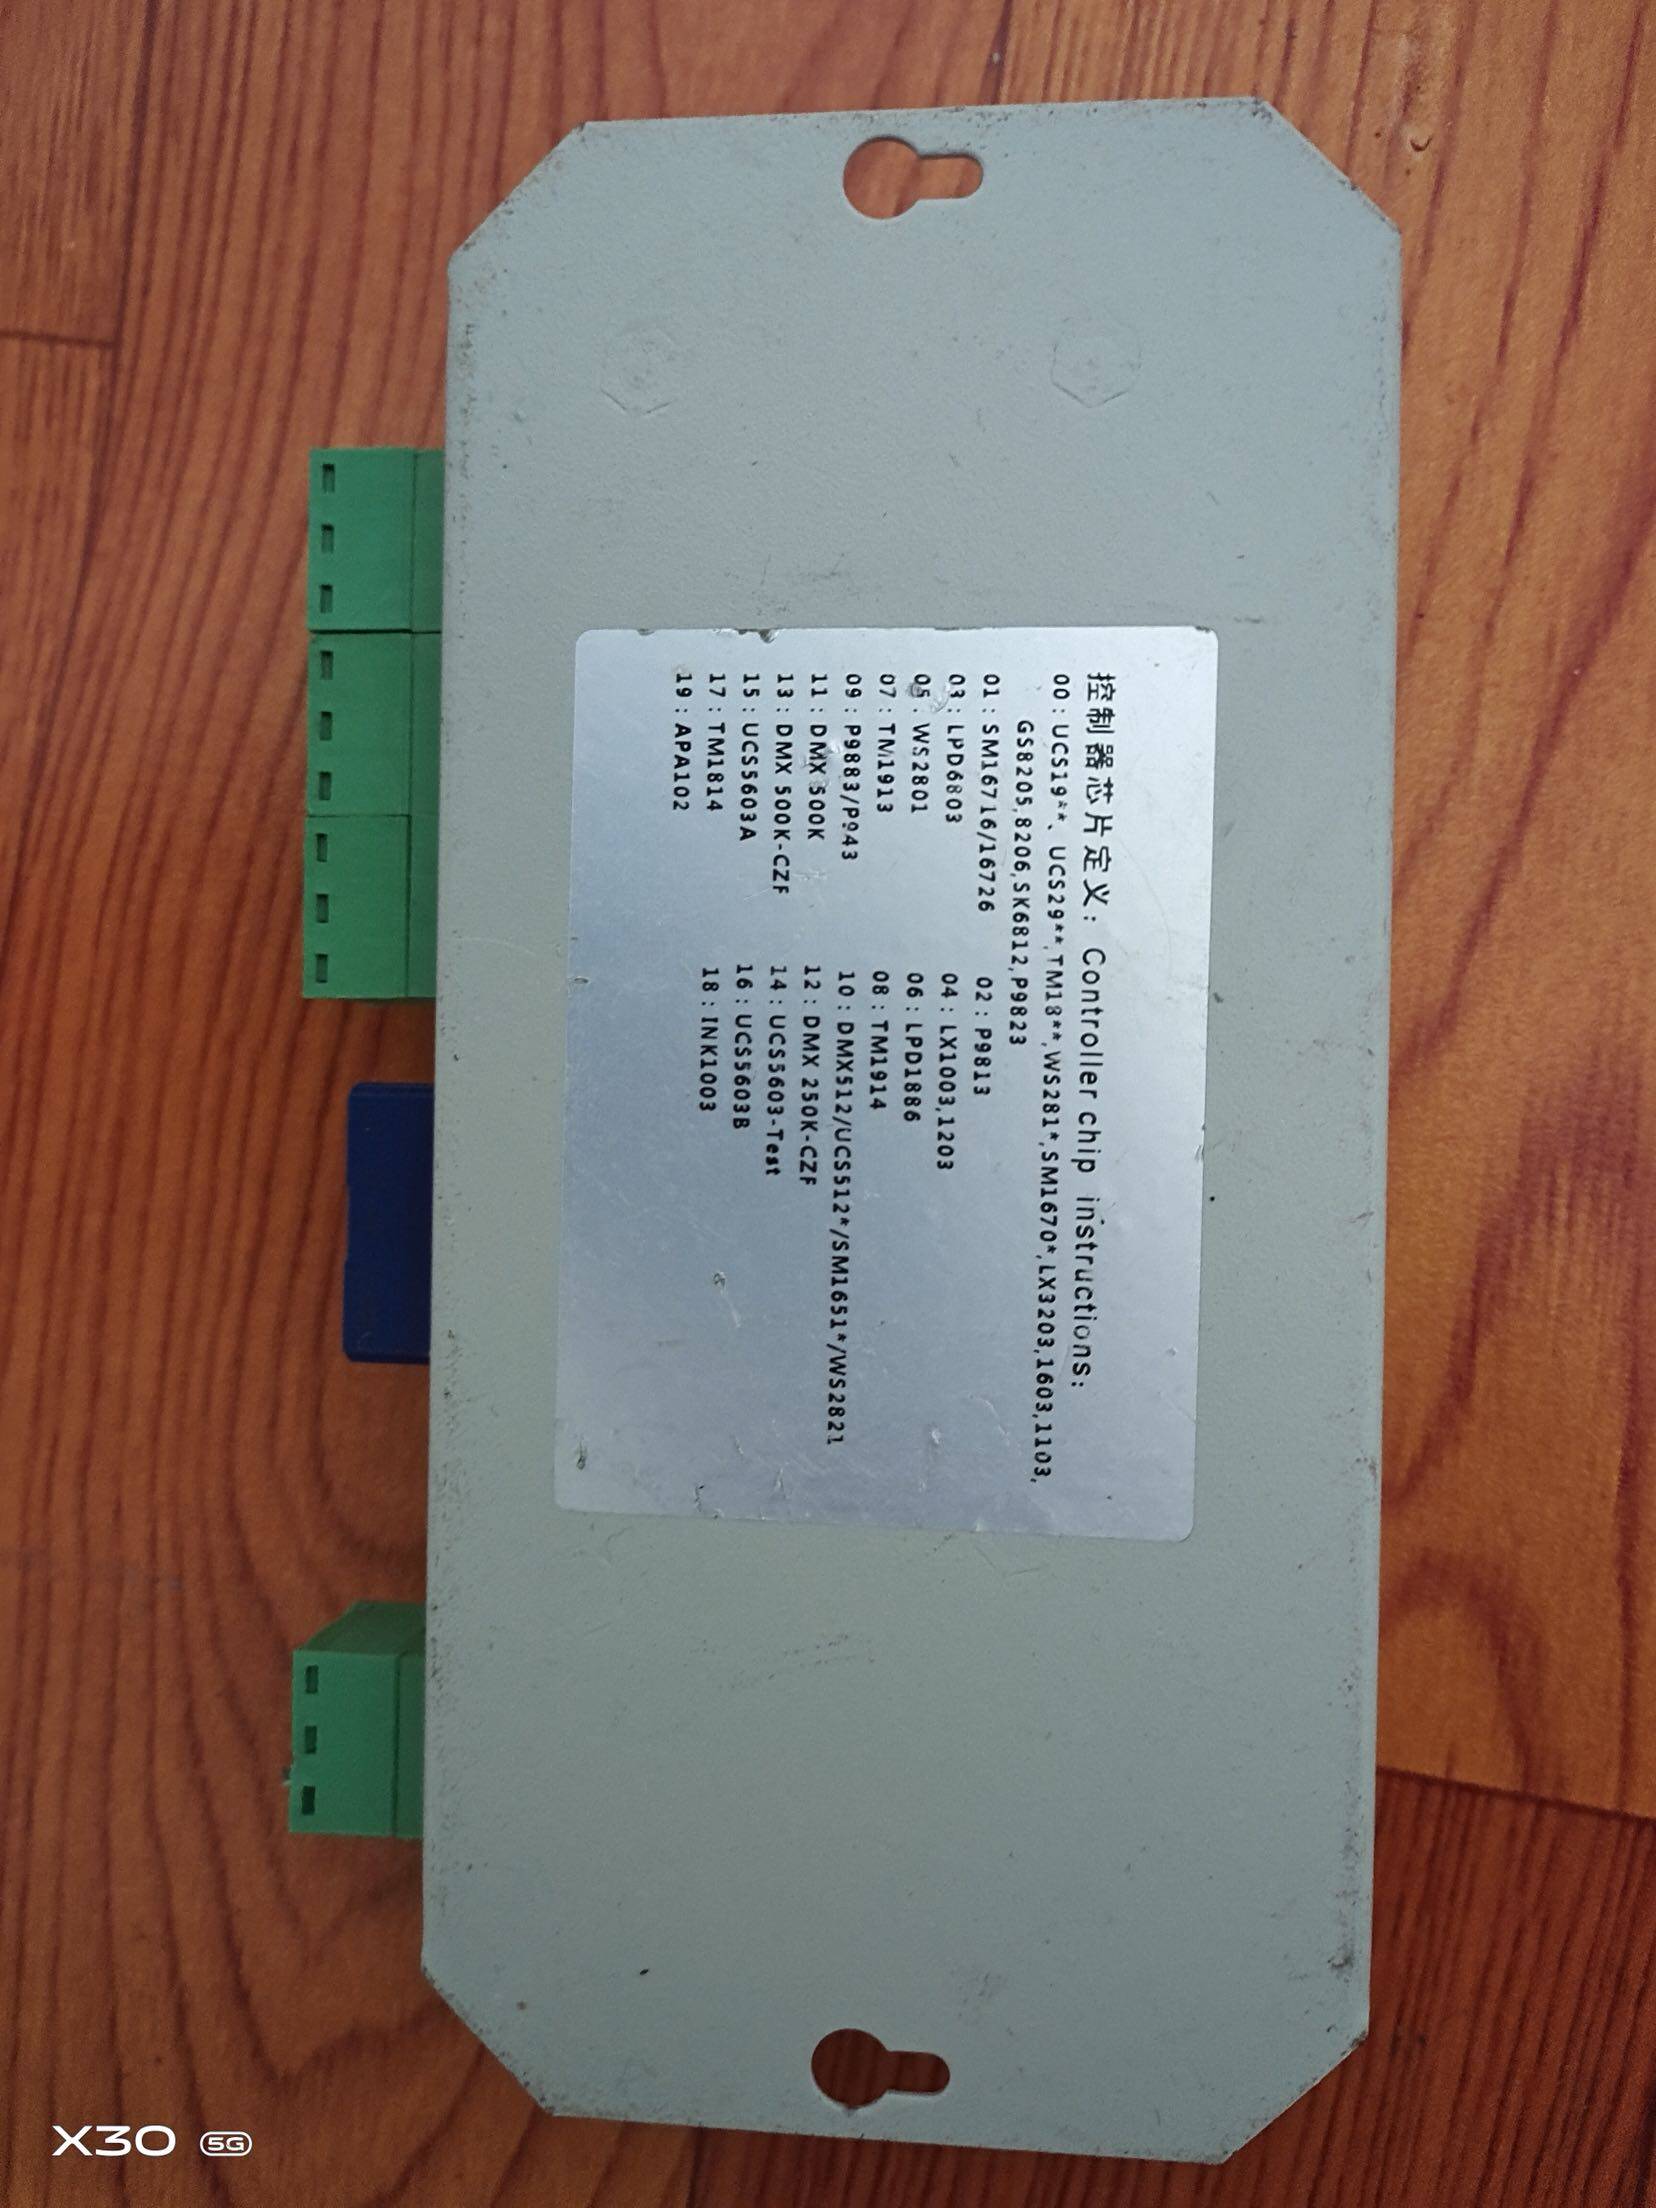 控制器芯片定义: Controller chip instructions:
00:UCS19**、UCS29**,TM18**,WS281*,SM1670*,LX3203,1603,1103,
GS8205,8206,SK6812,P9823
01:SM16716/16726 02:P9813
03:LPD6803 04:LX1003,1203
05:WS2801 06:LPD1886
07:TM1913 08:TM1914
09:P9883/P943 10:DMX512/UCS512*/SM1651*/WS2821
11:DMX 500K 12:DMX 250K-CZF
13:DMX 500K-CZF 14:UCS5603-Test
15:UCS5603A 16:UCS5603B
17:TM1814 18:INK1003
19:APA102
X30 5G